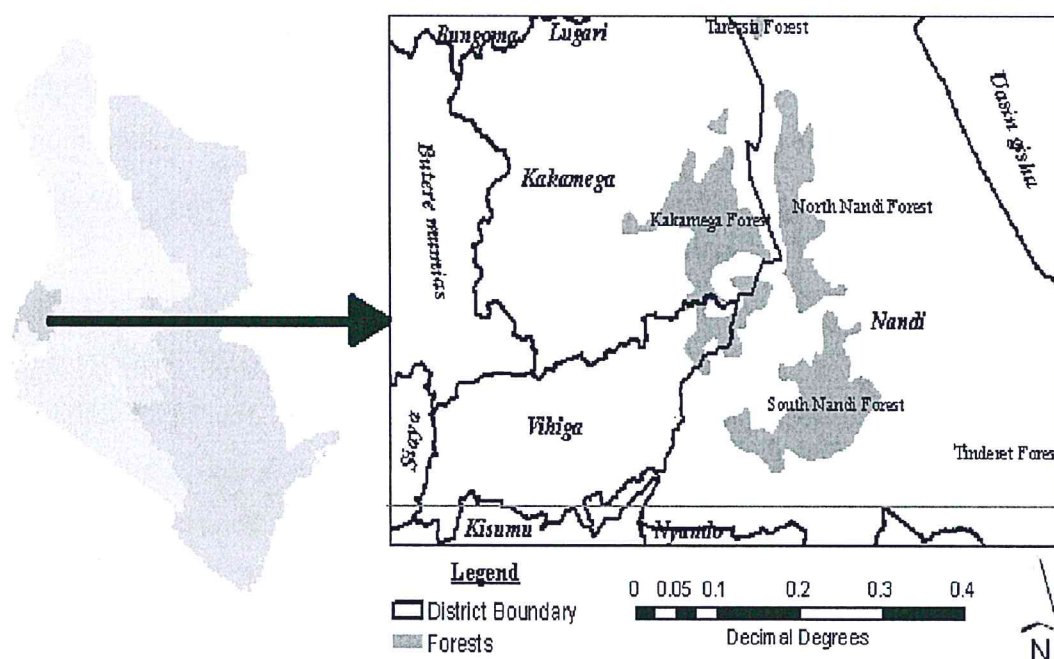 Bungoma Lugari
Taressia Forest
Uasin gisha
Butere mumias
Kakamega
Kakamega Forest
North Nandi Forest
Nandi
South Nandi Forest
Vihiga
Siaya
Tinderet Forest
Kisumu
Nyando
Legend
District Boundary
Forests
0 0.05 0.1 0.2 0.3 0.4
Decimal Degrees
N